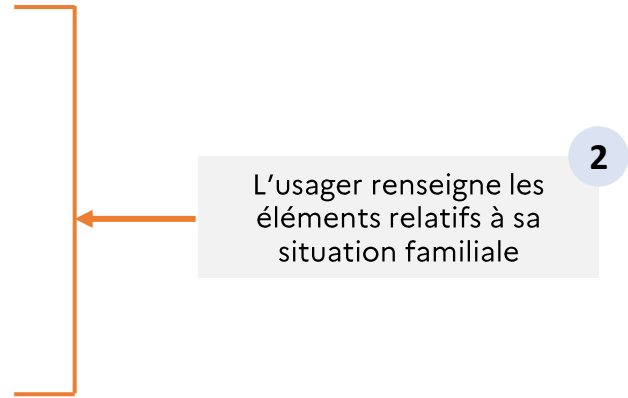 2
L'usager renseigne les
éléments relatifs à sa
situation familiale